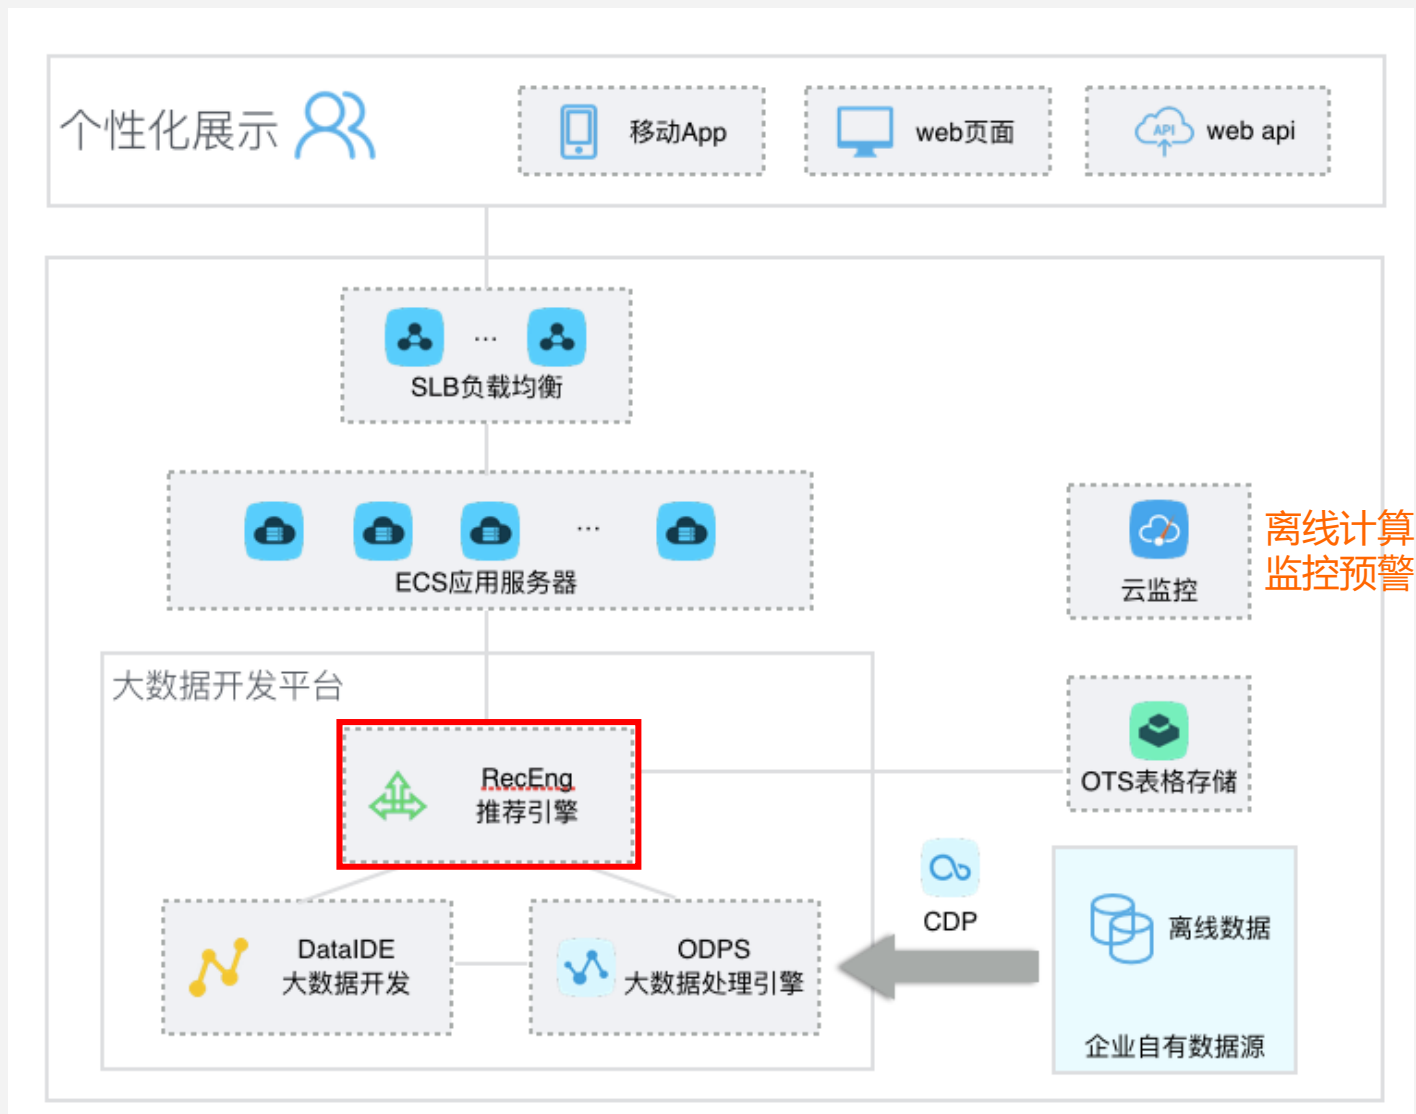 个性化展示
移动App
web页面
API
web api
...
SLB负载均衡
...
ECS应用服务器
云监控
离线计算
监控预警
大数据开发平台
RecEng
推荐引擎
OTS表格存储
CDP
DataIDE
大数据开发
ODPS
大数据处理引擎
离线数据
企业自有数据源